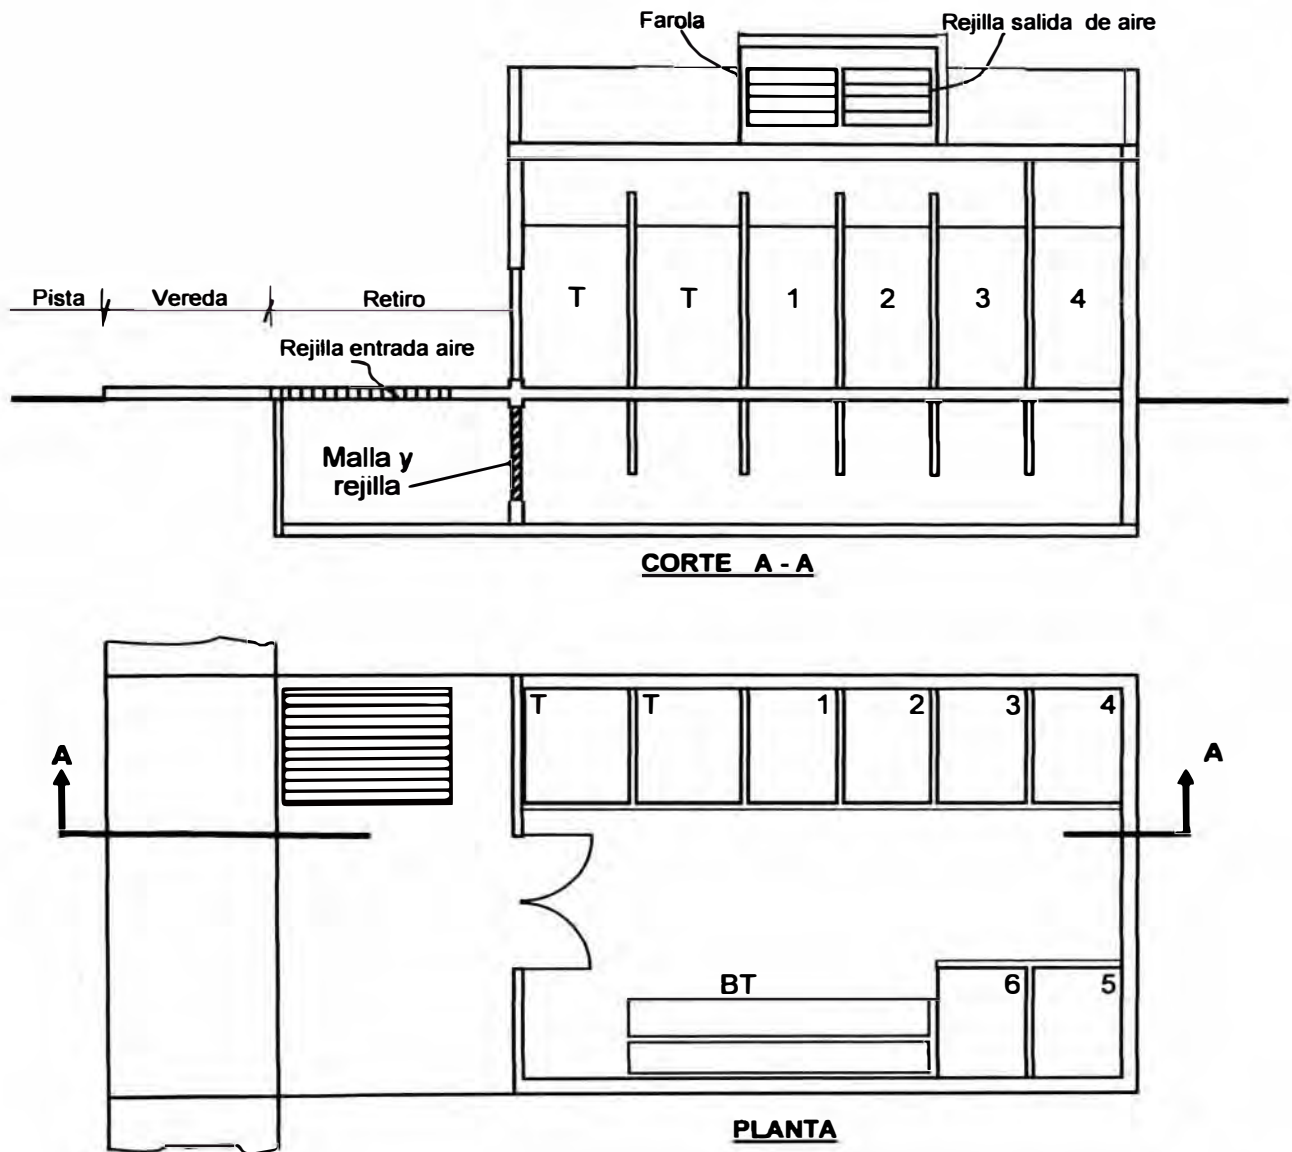 Farola
Rejilla salida de aire
Pista
Vereda
Retiro
T
T
1
2
3
4
Rejilla entrada aire
Malla y
rejilla
CORTE A - A
T
T
1
2
3
4
A
A
BT
6
5
PLANTA